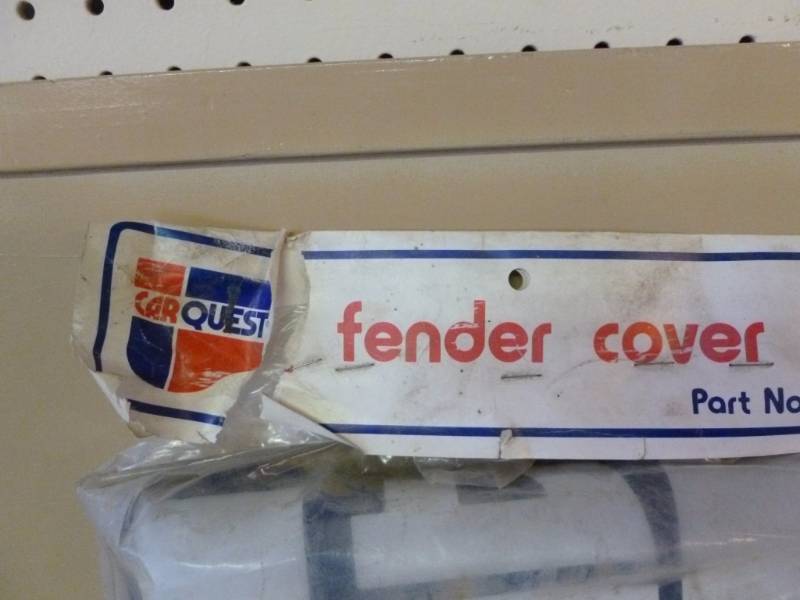 CARQUEST
fender cover
Part No